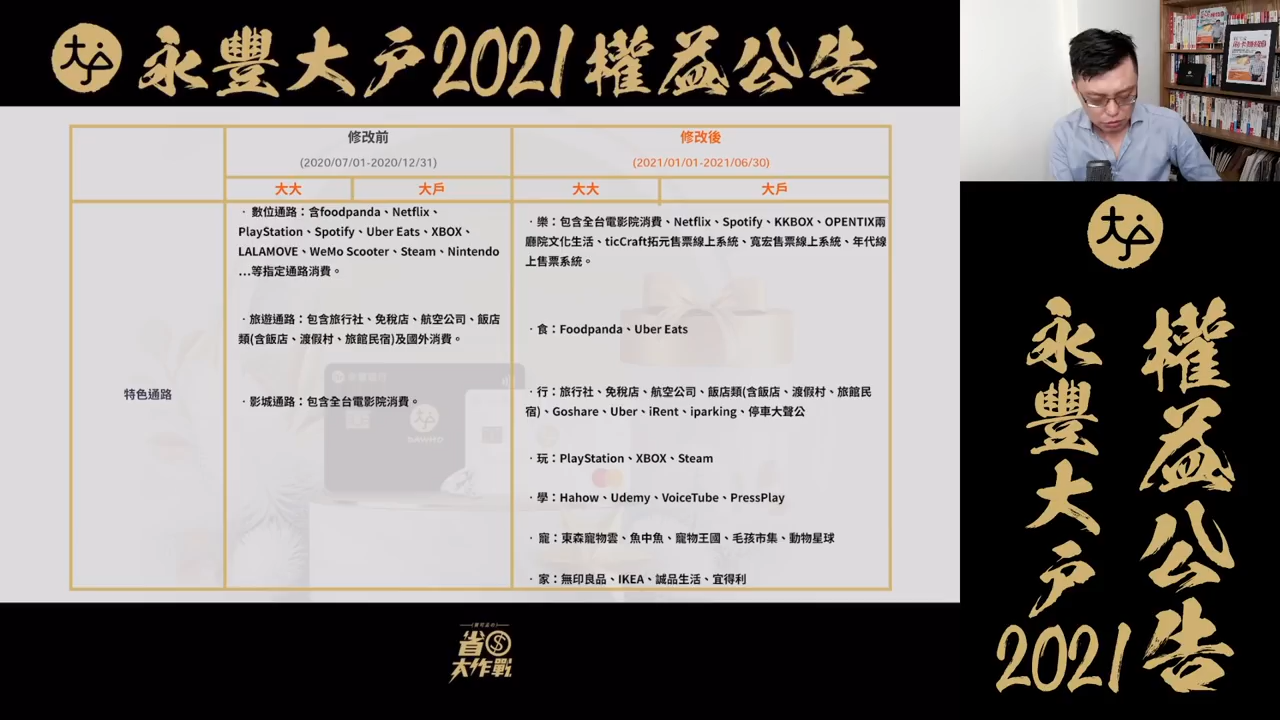 大戶
永豐大戶2021權益公告
修改前
(2020/07/01-2020/12/31)
修改後
(2021/01/01-2021/06/30)
大大
大戶
大大
大戶
特色通路
· 數位通路：含foodpanda、Netflix、
PlayStation、Spotify、Uber Eats、XBOX、
LALAMOVE、WeMo Scooter、Steam、Nintendo
…等指定通路消費。
· 旅遊通路：包含旅行社、免稅店、航空公司、飯店
類(含飯店、渡假村、旅館民宿)及國外消費。
· 影城通路：包含全台電影院消費。
· 樂：包含全台電影院消費、Netflix、Spotify、KKBOX、OPENTIX兩
廳院文化生活、ticCraft拓元售票線上系統、寬宏售票線上系統、年代線
上售票系統。
· 食：Foodpanda、Uber Eats
· 行：旅行社、免稅店、航空公司、飯店類(含飯店、渡假村、旅館民
宿)、Goshare、Uber、iRent、iparking、停車大聲公
· 玩：PlayStation、XBOX、Steam
· 學：Hahow、Udemy、VoiceTube、PressPlay
· 寵：東森寵物雲、魚中魚、寵物王國、毛孩市集、動物星球
· 家：無印良品、IKEA、誠品生活、宜得利
省
大作戰
大戶
權益公告
永豐大戶
2021